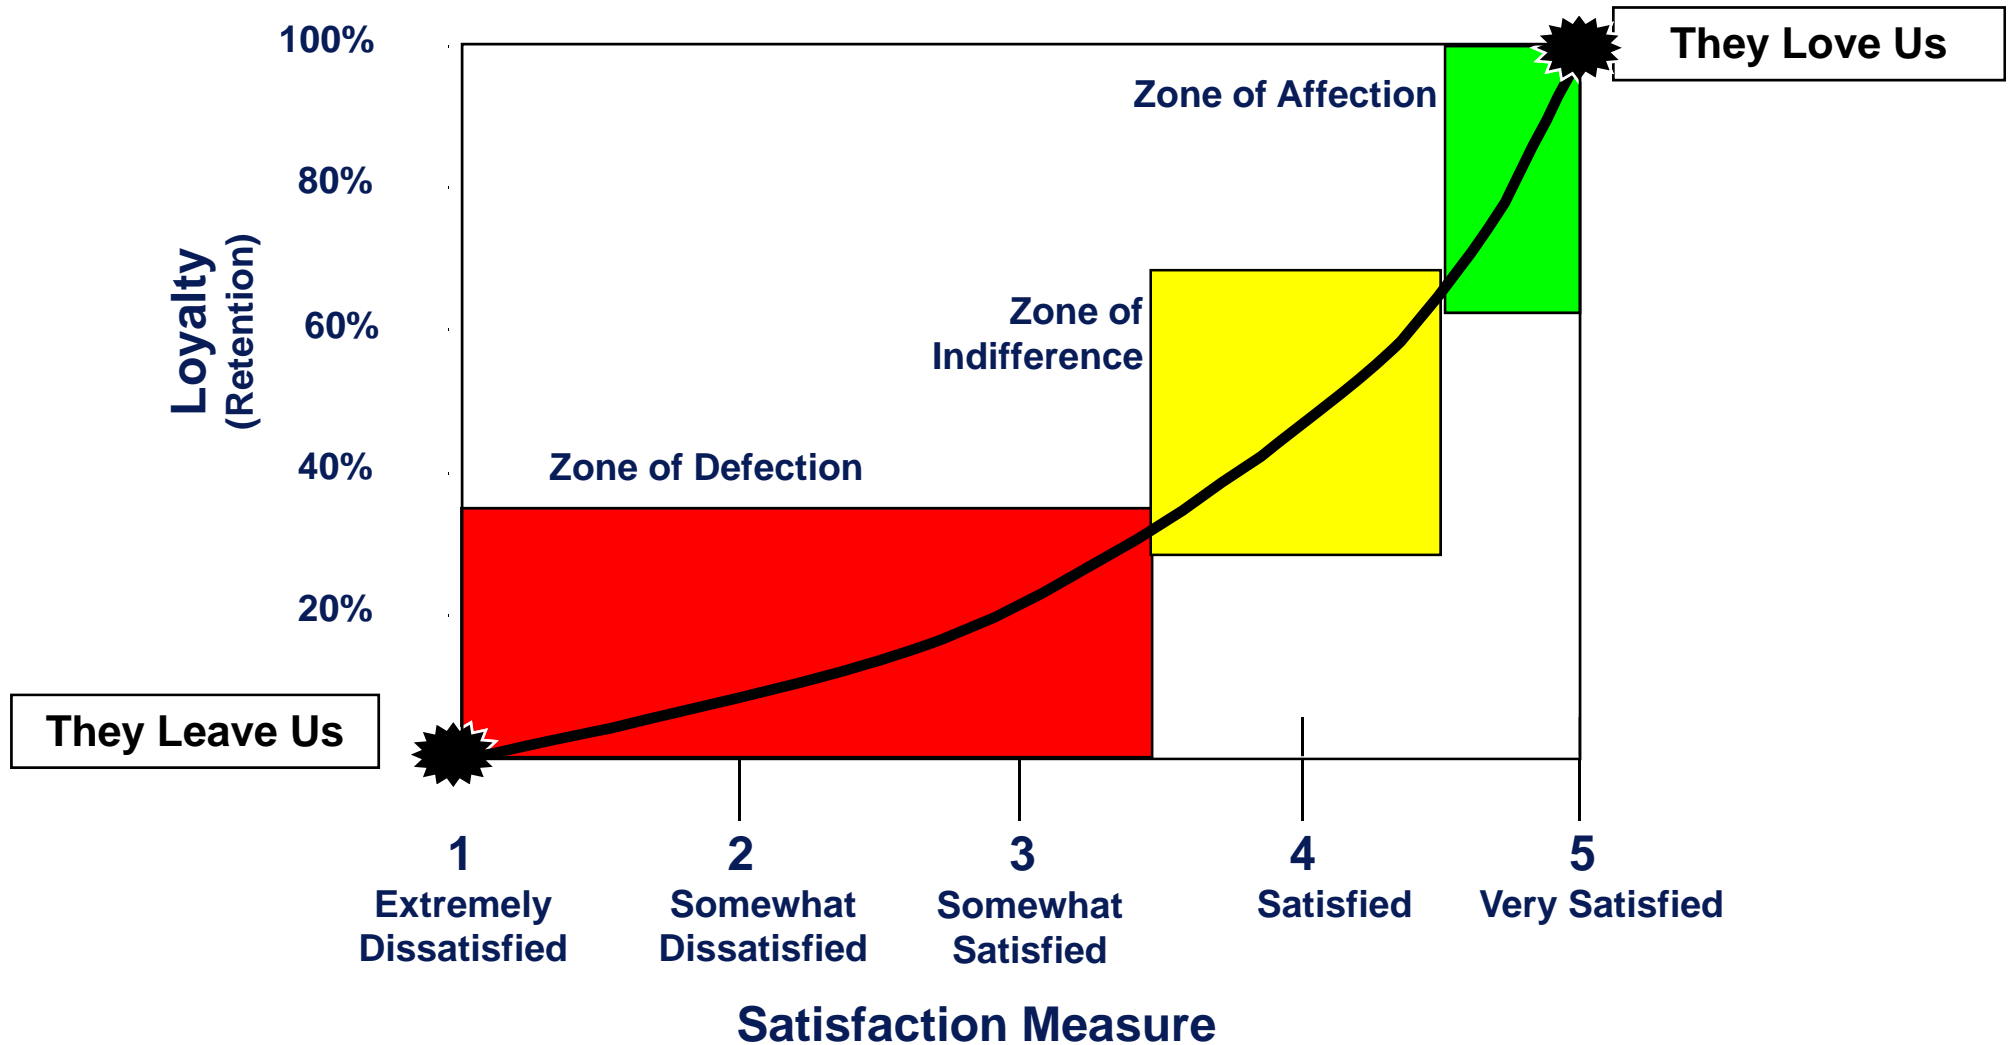 100%
They Love Us
Zone of Affection
80%
Loyalty
(Retention)
60%
Zone of
Indifference
40%
Zone of Defection
20%
They Leave Us
1
2
3
4
5
Extremely
Dissatisfied
Somewhat
Dissatisfied
Somewhat
Satisfied
Satisfied
Very Satisfied
Satisfaction Measure